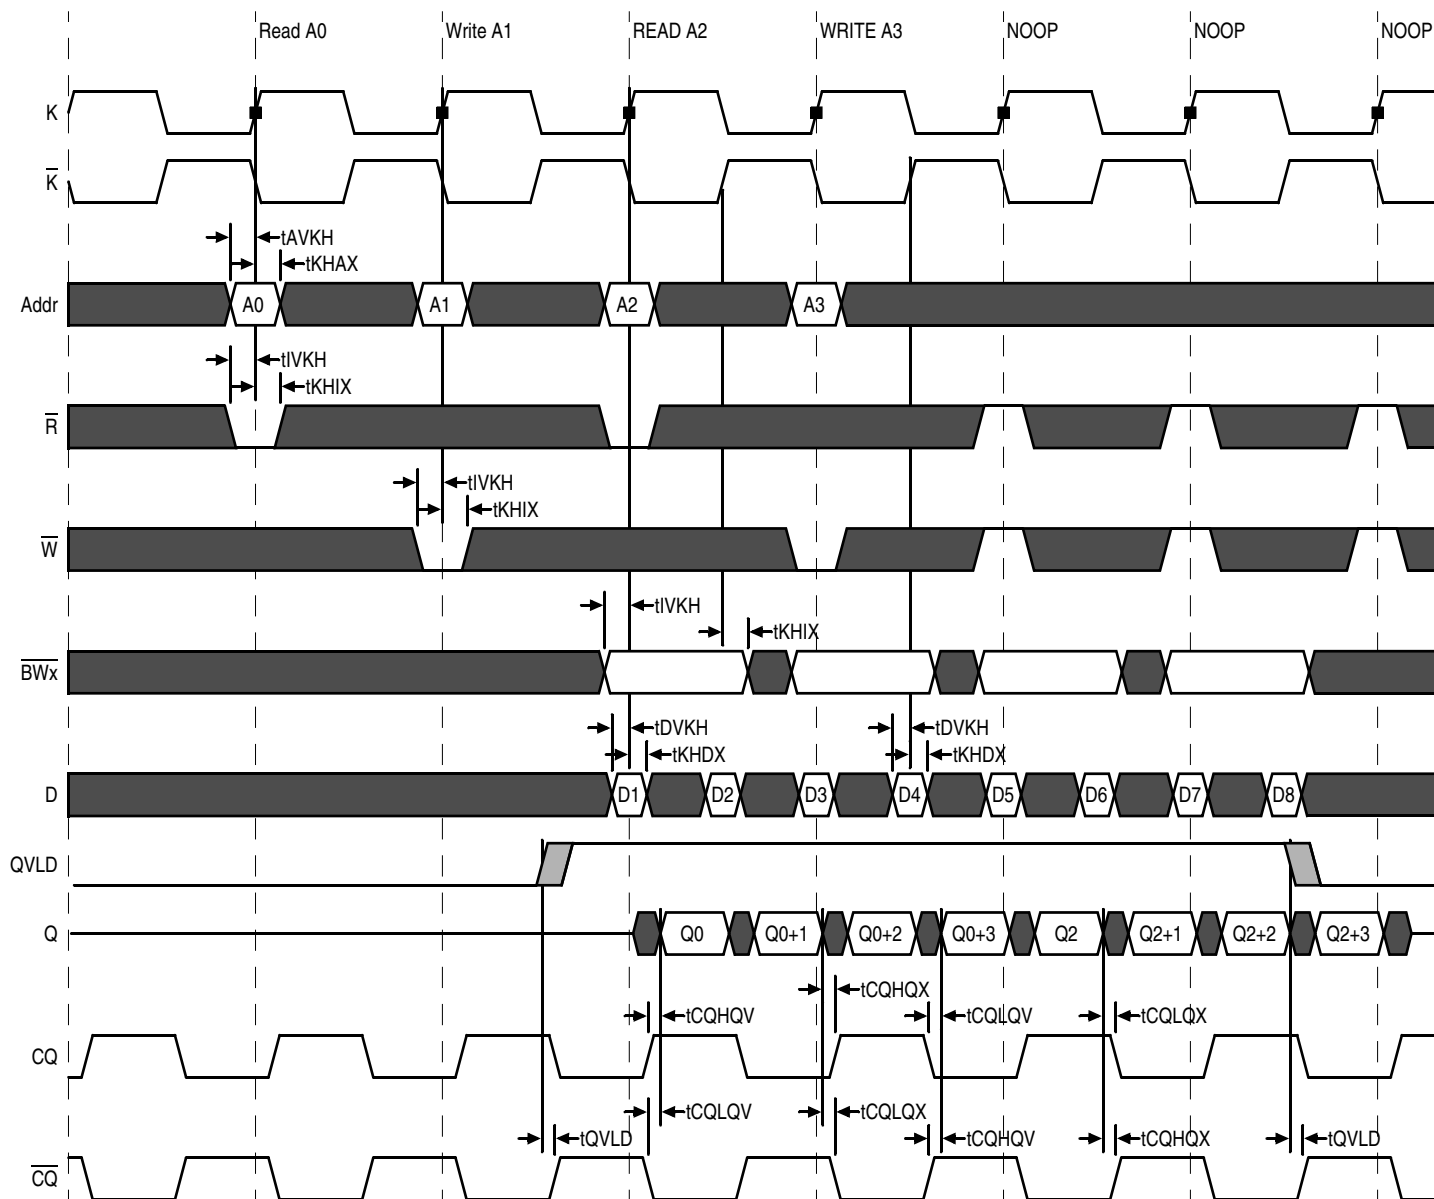 Read A0 Write A1 READ A2 WRITE A3 NOOP NOOP NOOP
K
K̅
tAVKH
tKHAX
Addr A0 A1 A2 A3
tIVKH
tKHIX
R̅
tIVKH
tKHIX
W̅
tIVKH
tKHIX
B̅W̅x̅
tDVKH tDVKH
tKHDX tKHDX
D D1 D2 D3 D4 D5 D6 D7 D8
QVLD
Q Q0 Q0+1 Q0+2 Q0+3 Q2 Q2+1 Q2+2 Q2+3
tCQHQX
tCQHQV tCQLQV tCQLQX
CQ
tCQLQV tCQLQX
tQVLD tCQHQV tCQHQX tQVLD
C̅Q̅